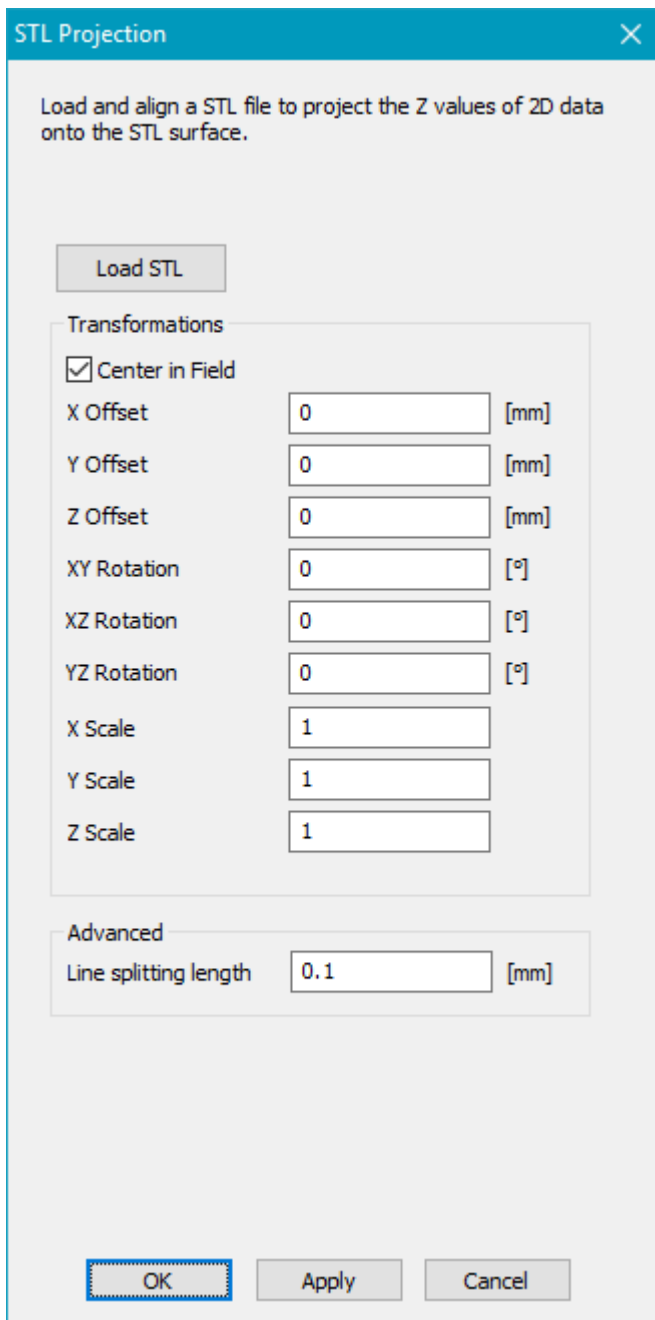 STL Projection
Load and align a STL file to project the Z values of 2D data
onto the STL surface.
Load STL
Transformations
Center in Field
X Offset 0 [mm]
Y Offset 0 [mm]
Z Offset 0 [mm]
XY Rotation 0 [º]
XZ Rotation 0 [º]
YZ Rotation 0 [º]
X Scale 1
Y Scale 1
Z Scale 1
Advanced
Line splitting length 0.1 [mm]
OK Apply Cancel